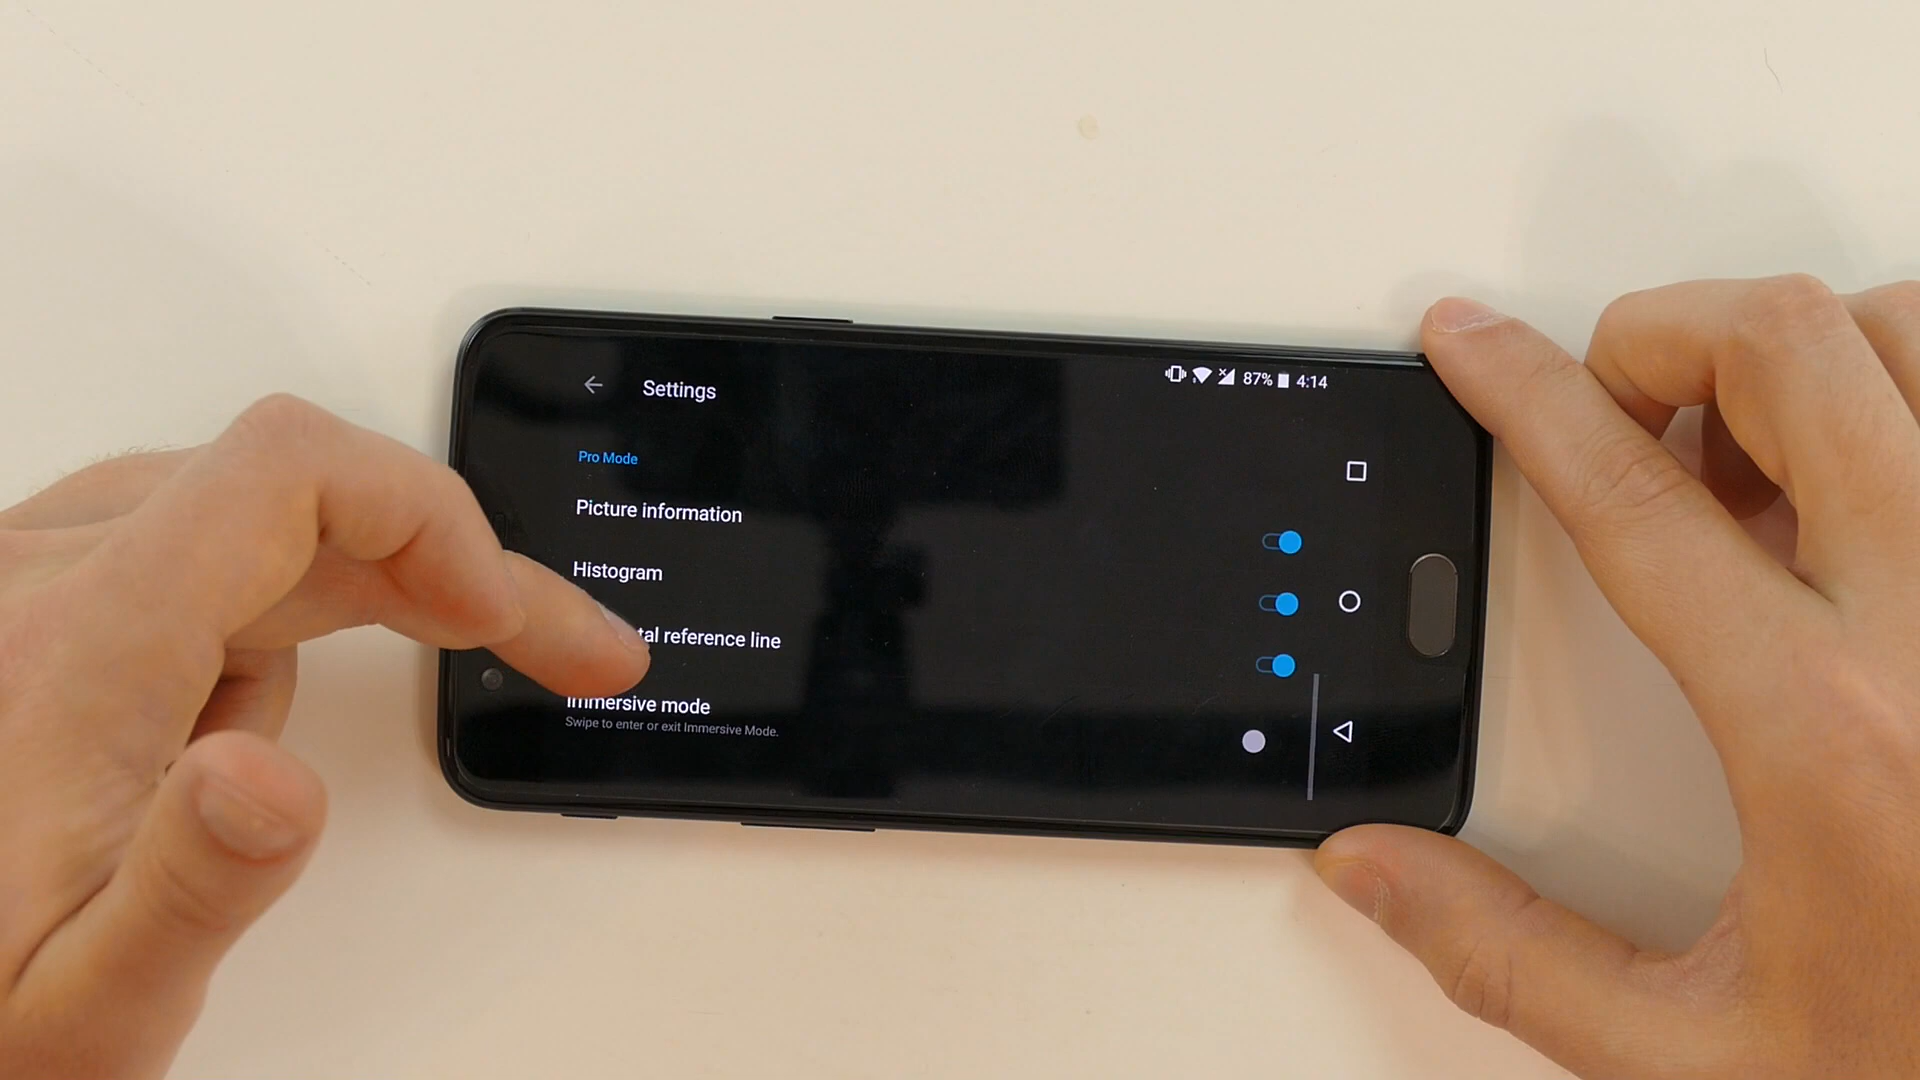 Settings
87% 4:14
Pro Mode
Picture information
Histogram
tal reference line
Immersive mode
Swipe to enter or exit Immersive Mode.